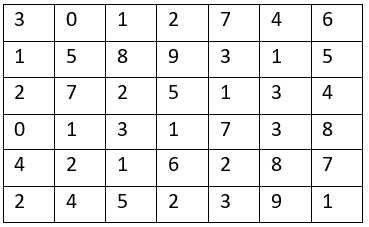 3 0 1 2 7 4 6
1 5 8 9 3 1 5
2 7 2 5 1 3 4
0 1 3 1 7 3 8
4 2 1 6 2 8 7
2 4 5 2 3 9 1